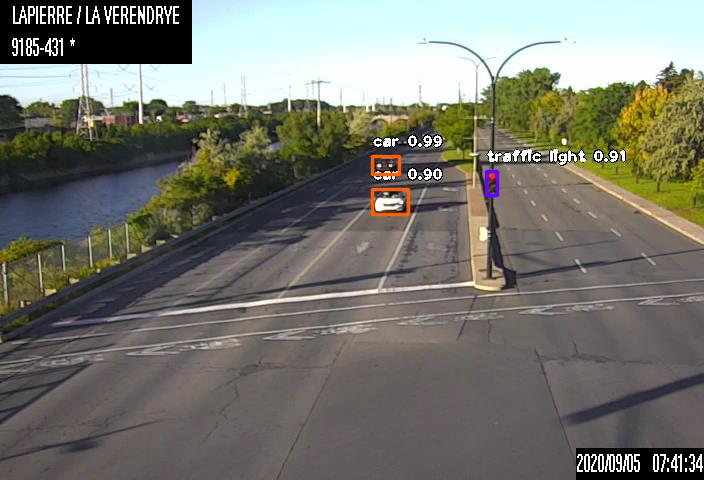 LAPIERRE / LA VERENDRYE
9185-431 *
car 0.99
car 0.90
traffic light 0.91
2020/09/05 07:41:34